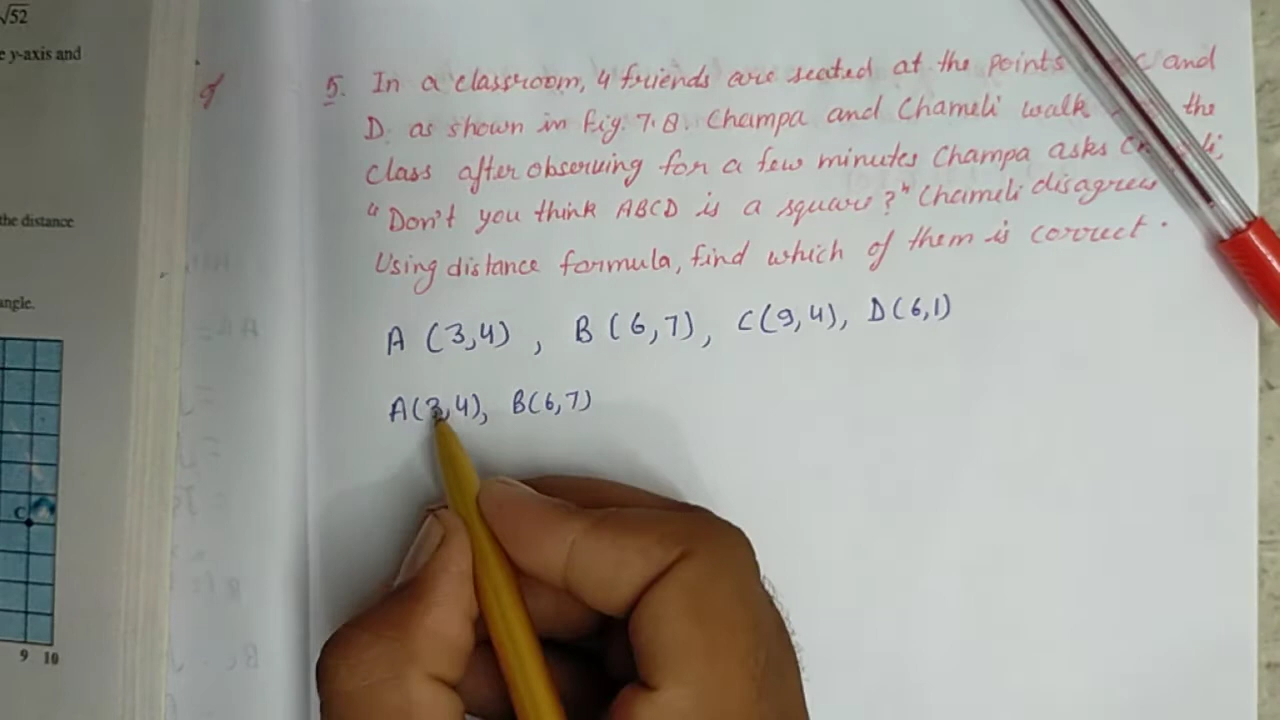 √52
e y-axis and
the distance
angle.
C
9 10
5. In a classroom, 4 friends are seated at the points C and
D as shown in fig. 7.8. Champa and Chameli walk the
class after observing for a few minutes Champa asks
"Don't you think ABCD is a square?" Chameli disagrees
Using distance formula, find which of them is correct.
A (3,4), B (6,7), C(9,4), D(6,1)
A(3,4), B(6,7)